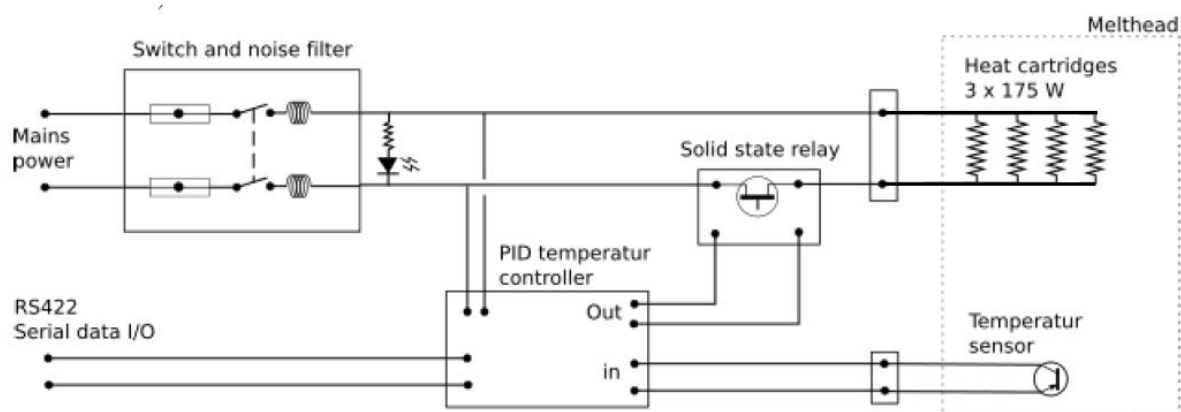 Melthead
Switch and noise filter
Heat cartridges
3 x 175 W
Mains
power
Solid state relay
PID temperatur
controller
Out
RS422
Serial data I/O
Temperatur
sensor
in